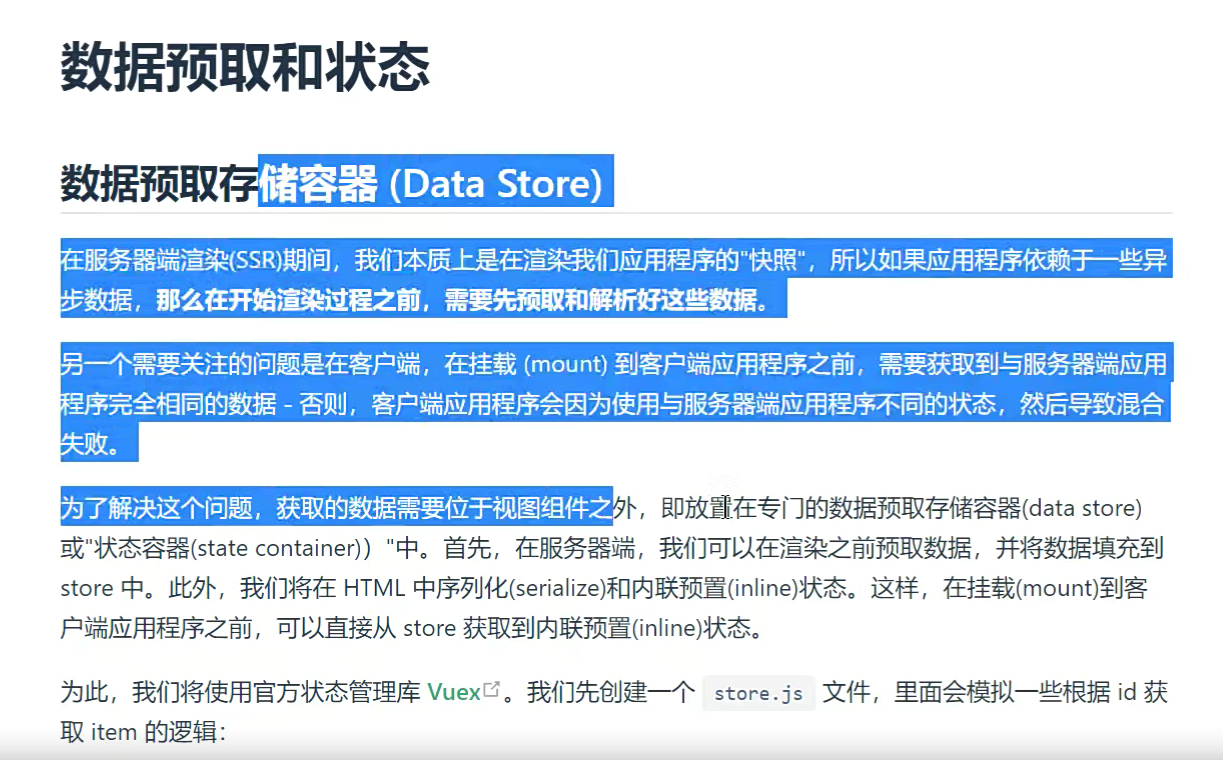 数据预取和状态
数据预取存储容器 (Data Store)
在服务器端渲染(SSR)期间，我们本质上是在渲染我们应用程序的"快照"，所以如果应用程序依赖于一些异
步数据，那么在开始渲染过程之前，需要先预取和解析好这些数据。
另一个需要关注的问题是在客户端，在挂载 (mount) 到客户端应用程序之前，需要获取到与服务器端应用
程序完全相同的数据 - 否则，客户端应用程序会因为使用与服务器端应用程序不同的状态，然后导致混合
失败。
为了解决这个问题，获取的数据需要位于视图组件之外，即放置在专门的数据预取存储容器(data store)
或"状态容器(state container)）"中。首先，在服务器端，我们可以在渲染之前预取数据，并将数据填充到
store 中。此外，我们将在 HTML 中序列化(serialize)和内联预置(inline)状态。这样，在挂载(mount)到客
户端应用程序之前，可以直接从 store 获取到内联预置(inline)状态。
为此，我们将使用官方状态管理库 Vuex。我们先创建一个 store.js 文件，里面会模拟一些根据 id 获
取 item 的逻辑：